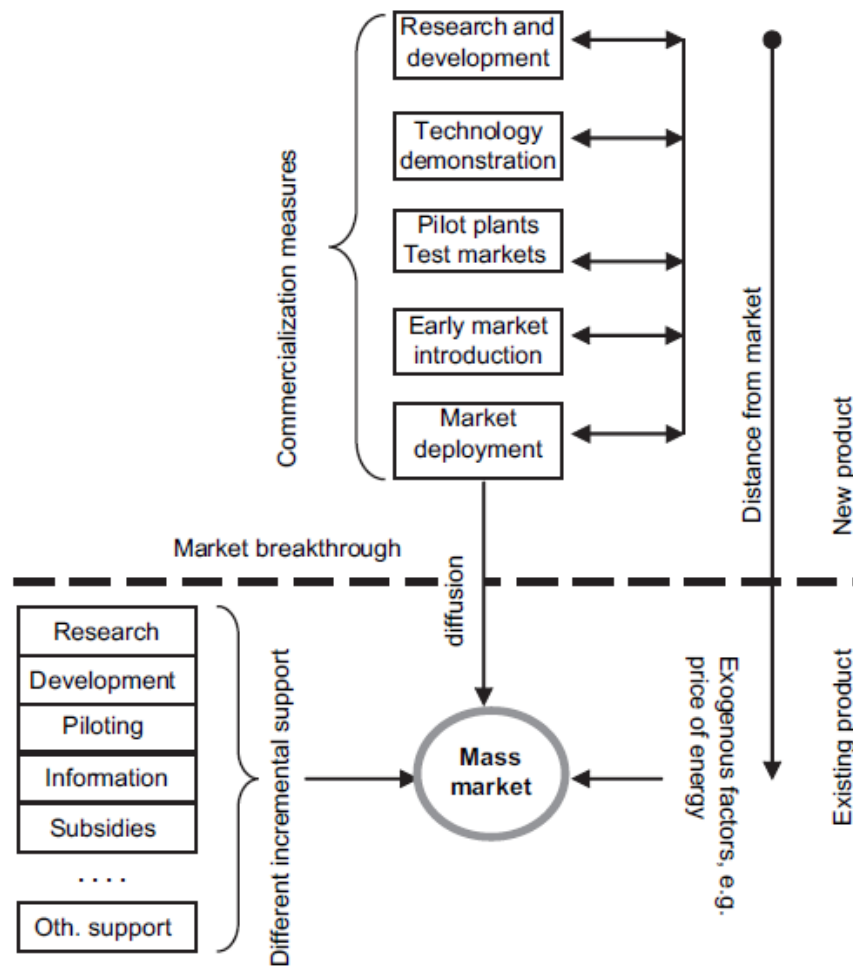 Research and
development
Technology
demonstration
Pilot plants
Test markets
Early market
introduction
Market
deployment
Commercialization measures
Distance from market
New product
Market breakthrough
diffusion
Research
Development
Piloting
Information
Subsidies
. . . .
Oth. support
Different incremental support
Mass
market
Exogenous factors, e.g.
price of energy
Existing product